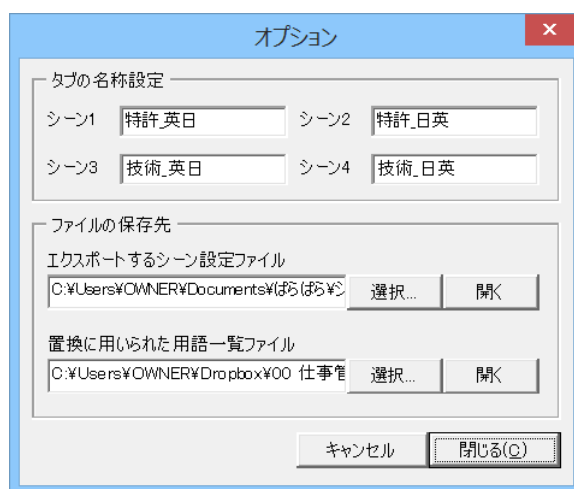 オプション
タブの名称設定
シーン1 特許_英日 シーン2 特許_日英
シーン3 技術_英日 シーン4 技術_日英
ファイルの保存先
エクスポートするシーン設定ファイル
C:¥Users¥OWNER¥Documents¥ぱらぱら¥シ 選択... 開く
置換に用いられた用語一覧ファイル
C:¥Users¥OWNER¥Dropbox¥00 仕事管 選択... 開く
キャンセル 閉じる(C)